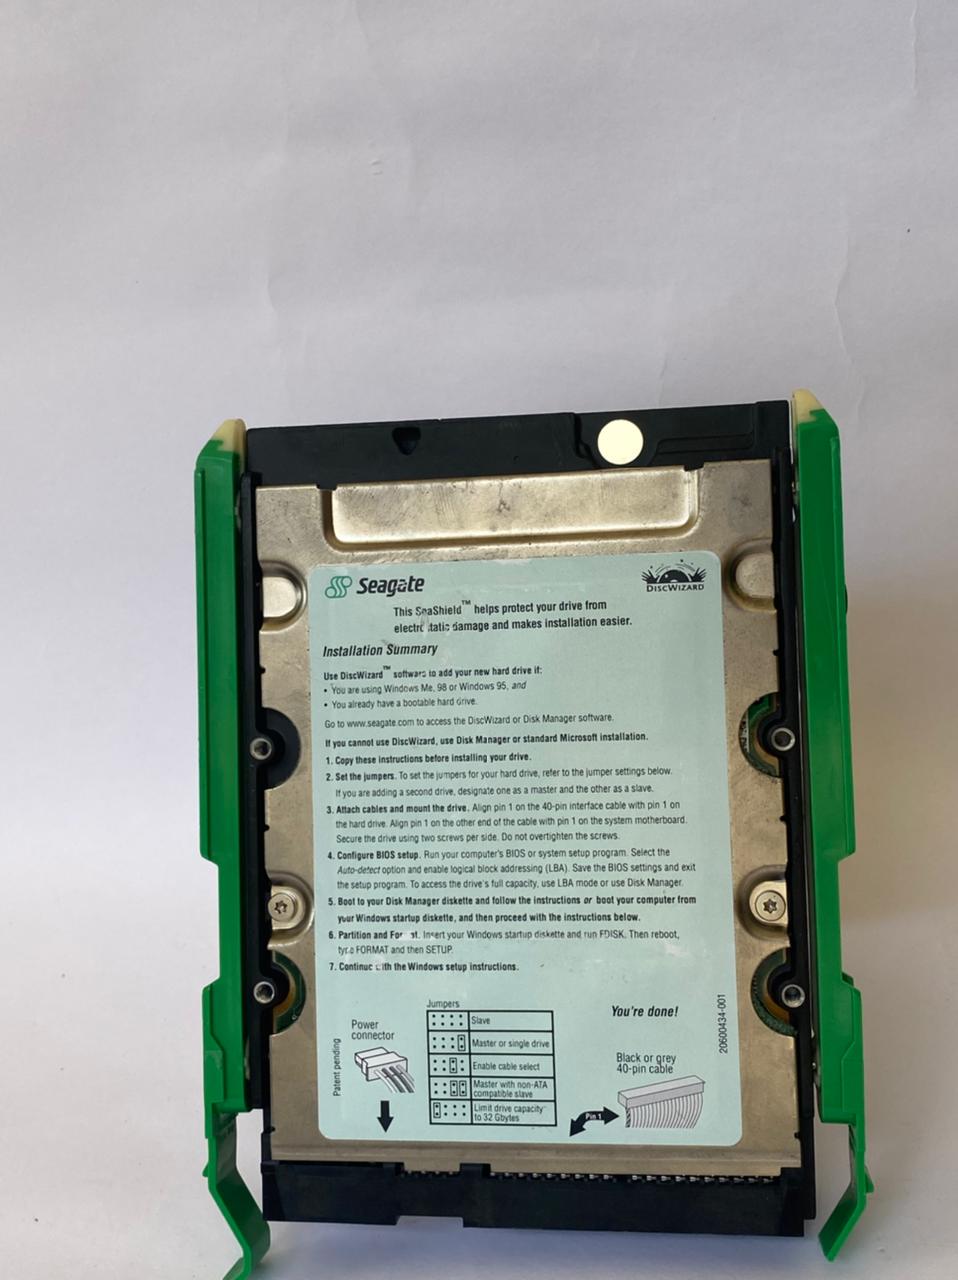 Seagate
DISCWIZARD
This SeaShield™ helps protect your drive from
electrostatic damage and makes installation easier.
Installation Summary
Use DiscWizard™ software to add your new hard drive if:
• You are using Windows Me, 98 or Windows 95, and
• You already have a bootable hard drive.
Go to www.seagate.com to access the DiscWizard or Disk Manager software.
If you cannot use DiscWizard, use Disk Manager or standard Microsoft installation.
1. Copy these instructions before installing your drive.
2. Set the jumpers. To set the jumpers for your hard drive, refer to the jumper settings below.
If you are adding a second drive, designate one as a master and the other as a slave.
3. Attach cables and mount the drive. Align pin 1 on the 40-pin interface cable with pin 1 on
the hard drive. Align pin 1 on the other end of the cable with pin 1 on the system motherboard.
Secure the drive using two screws per side. Do not overtighten the screws.
4. Configure BIOS setup. Run your computer's BIOS or system setup program. Select the
Auto-detect option and enable logical block addressing (LBA). Save the BIOS settings and exit
the setup program. To access the drive's full capacity, use LBA mode or use Disk Manager.
5. Boot to your Disk Manager diskette and follow the instructions or boot your computer from
your Windows startup diskette, and then proceed with the instructions below.
6. Partition and Format. Insert your Windows startup diskette and run FDISK. Then reboot,
type FORMAT and then SETUP.
7. Continue with the Windows setup instructions.
Patent pending
Power
connector
Jumpers
Slave
Master or single drive
Enable cable select
Master with non-ATA
compatible slave
Limit drive capacity
to 32 Gbytes
You're done!
Black or grey
40-pin cable
Pin 1
20600434-001